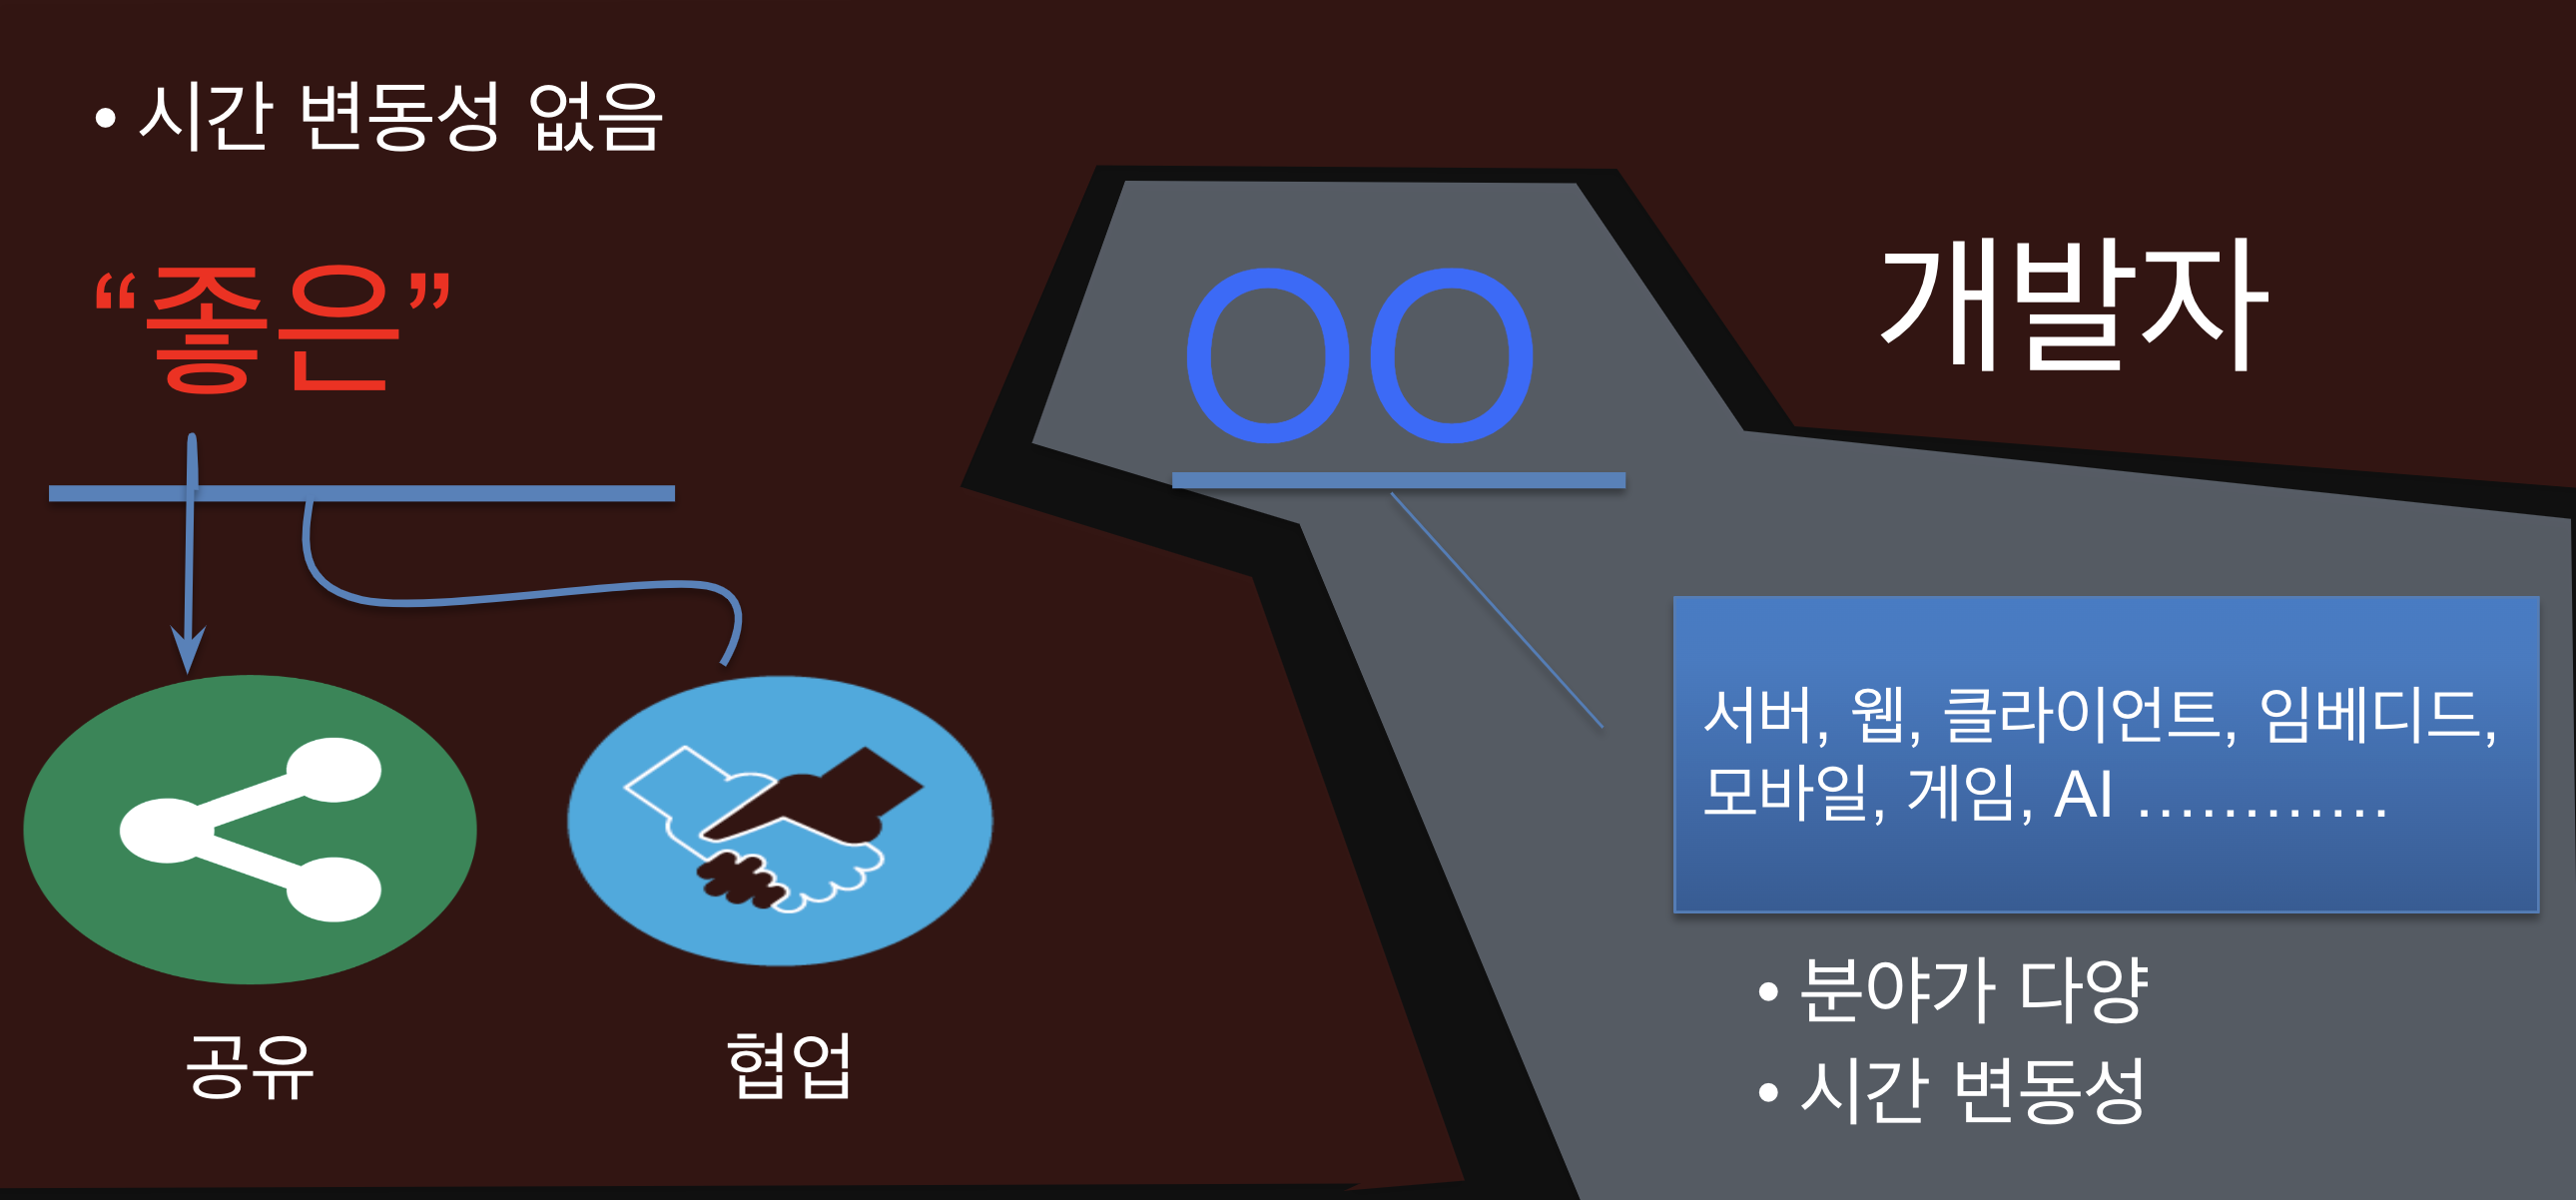 • 시간 변동성 없음
“좋은” OO 개발자
서버, 웹, 클라이언트, 임베디드,
모바일, 게임, AI …………
• 분야가 다양
• 시간 변동성
공유
협업